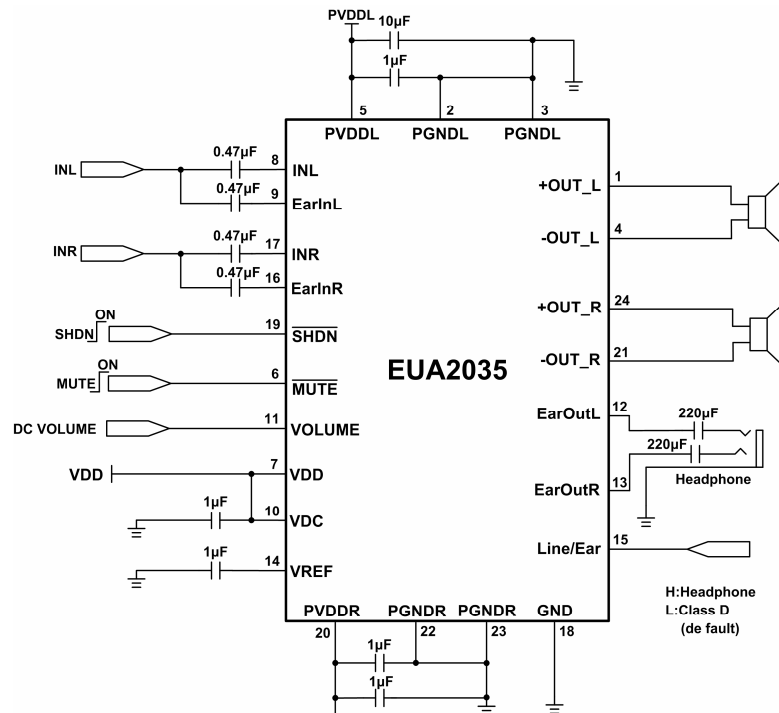 PVDDL
10µF
1µF
5
2
3
PVDDL
PGNDL
PGNDL
INL
0.47µF
8
INL
0.47µF
9
EarInL
INR
0.47µF
17
INR
0.47µF
16
EarInR
SHDN
ON
19
SHDN
MUTE
ON
6
MUTE
DC VOLUME
11
VOLUME
VDD
7
VDD
1µF
10
VDC
1µF
14
VREF
EUA2035
+OUT_L
1
-OUT_L
4
+OUT_R
24
-OUT_R
21
EarOutL
12
220µF
220µF
Headphone
EarOutR
13
Line/Ear
15
H:Headphone
L:Class D
(de fault)
PVDDR
PGNDR
PGNDR
GND
20
22
23
18
1µF
1µF